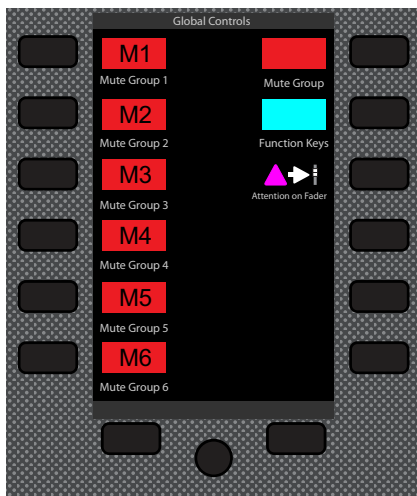 Global Controls
M1
Mute Group 1
Mute Group
M2
Mute Group 2
Function Keys
M3
Mute Group 3
Attention on Fader
M4
Mute Group 4
M5
Mute Group 5
M6
Mute Group 6